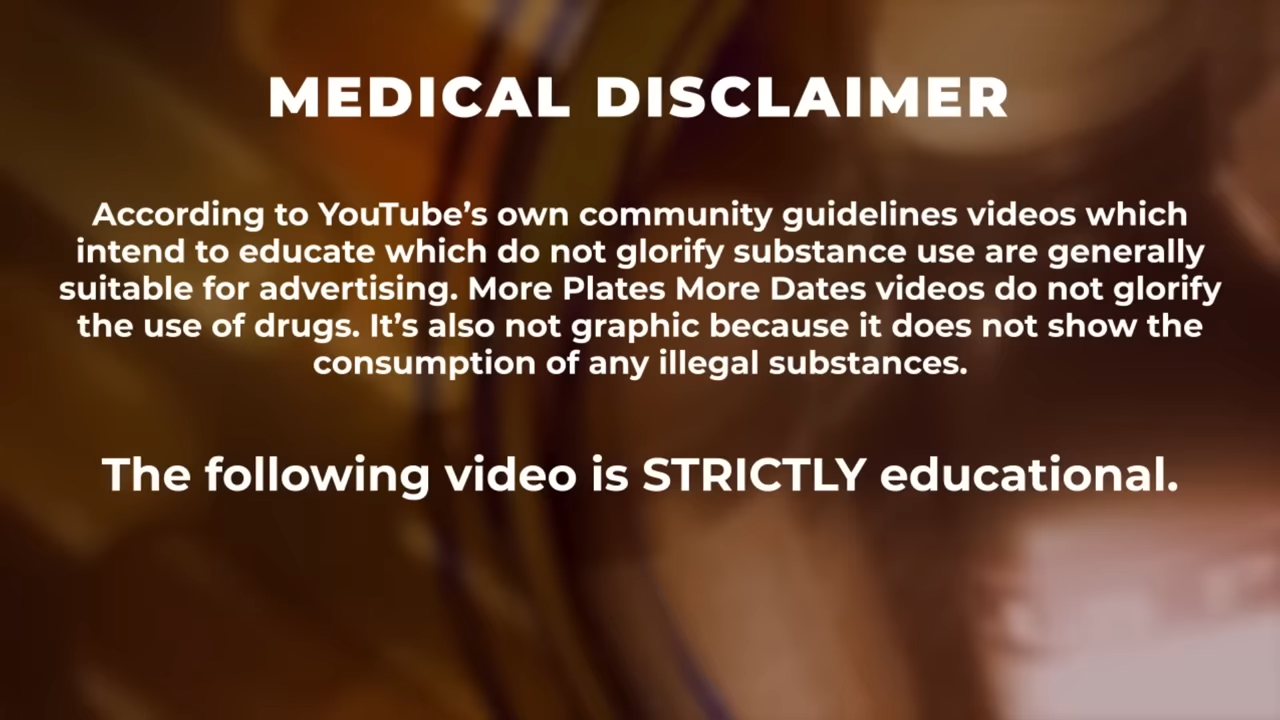 MEDICAL DISCLAIMER
According to YouTube’s own community guidelines videos which
intend to educate which do not glorify substance use are generally
suitable for advertising. More Plates More Dates videos do not glorify
the use of drugs. It’s also not graphic because it does not show the
consumption of any illegal substances.
The following video is STRICTLY educational.